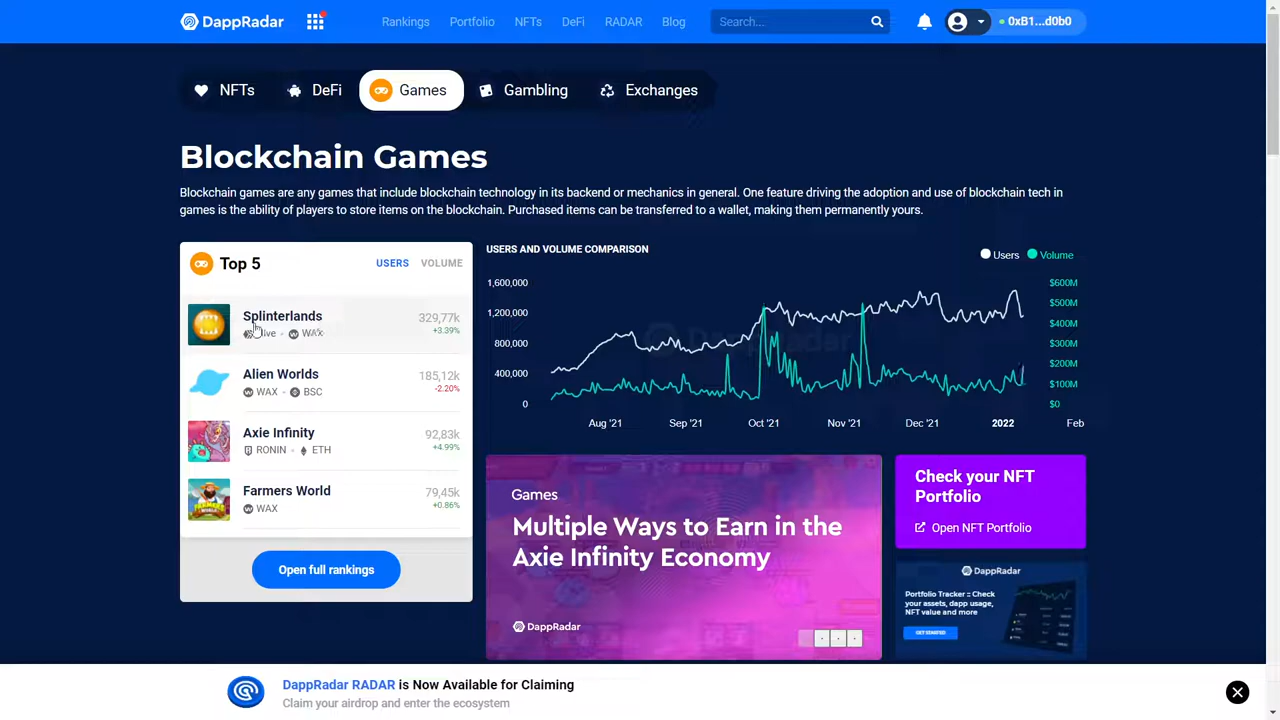 DappRadar
Rankings
Portfolio
NFTs
DeFi
RADAR
Blog
Search...
0xB1...d0b0
NFTs
DeFi
Games
Gambling
Exchanges
Blockchain Games
Blockchain games are any games that include blockchain technology in its backend or mechanics in general. One feature driving the adoption and use of blockchain tech in
games is the ability of players to store items on the blockchain. Purchased items can be transferred to a wallet, making them permanently yours.
Top 5
USERS
VOLUME
Splinterlands
329,77k
WAX
+3.39%
Alien Worlds
185,12k
WAX - BSC
-2.20%
Axie Infinity
92,83k
RONIN - ETH
+4.99%
Farmers World
79,45k
WAX
+0.86%
Open full rankings
USERS AND VOLUME COMPARISON
Users
Volume
1,600,000
1,200,000
800,000
400,000
0
$600M
$500M
$400M
$300M
$200M
$100M
$0
DappRadar
Aug '21
Sep '21
Oct '21
Nov '21
Dec '21
2022
Feb
Games
Multiple Ways to Earn in the
Axie Infinity Economy
DappRadar
Check your NFT
Portfolio
Open NFT Portfolio
DappRadar
Portfolio Tracker :: Check
your assets, dapp usage,
NFT value and more
GET STARTED
DappRadar RADAR is Now Available for Claiming
Claim your airdrop and enter the ecosystem